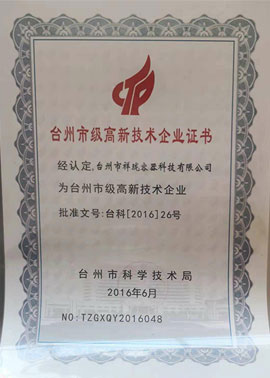 台州市级高新技术企业证书
经认定,台州市祥珑容器科技有限公司
为台州市级高新技术企业
批准文号:台科[2016]26号
台州市科学技术局
2016年6月
NO:TZGXQY2016048